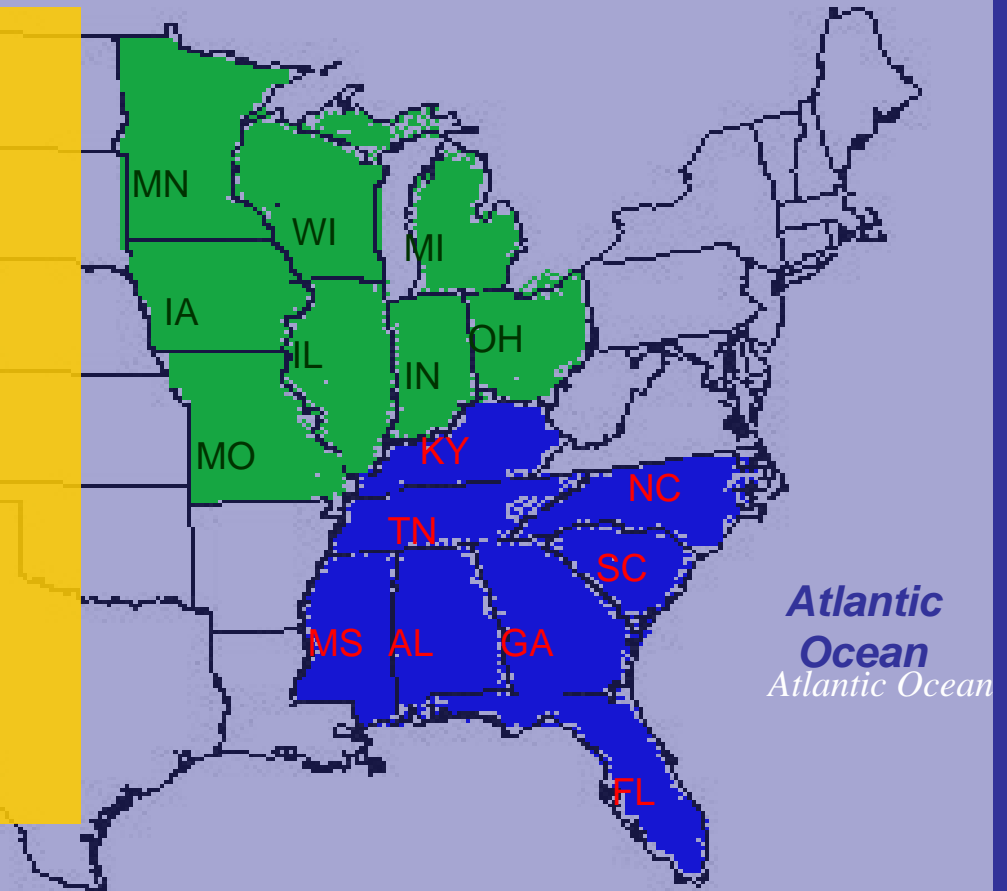 MN
WI
MI
IA
OH
IL
IN
KY
MO
NC
TN
SC
MS
AL
GA
Atlantic
Ocean
Atlantic Ocean
FL